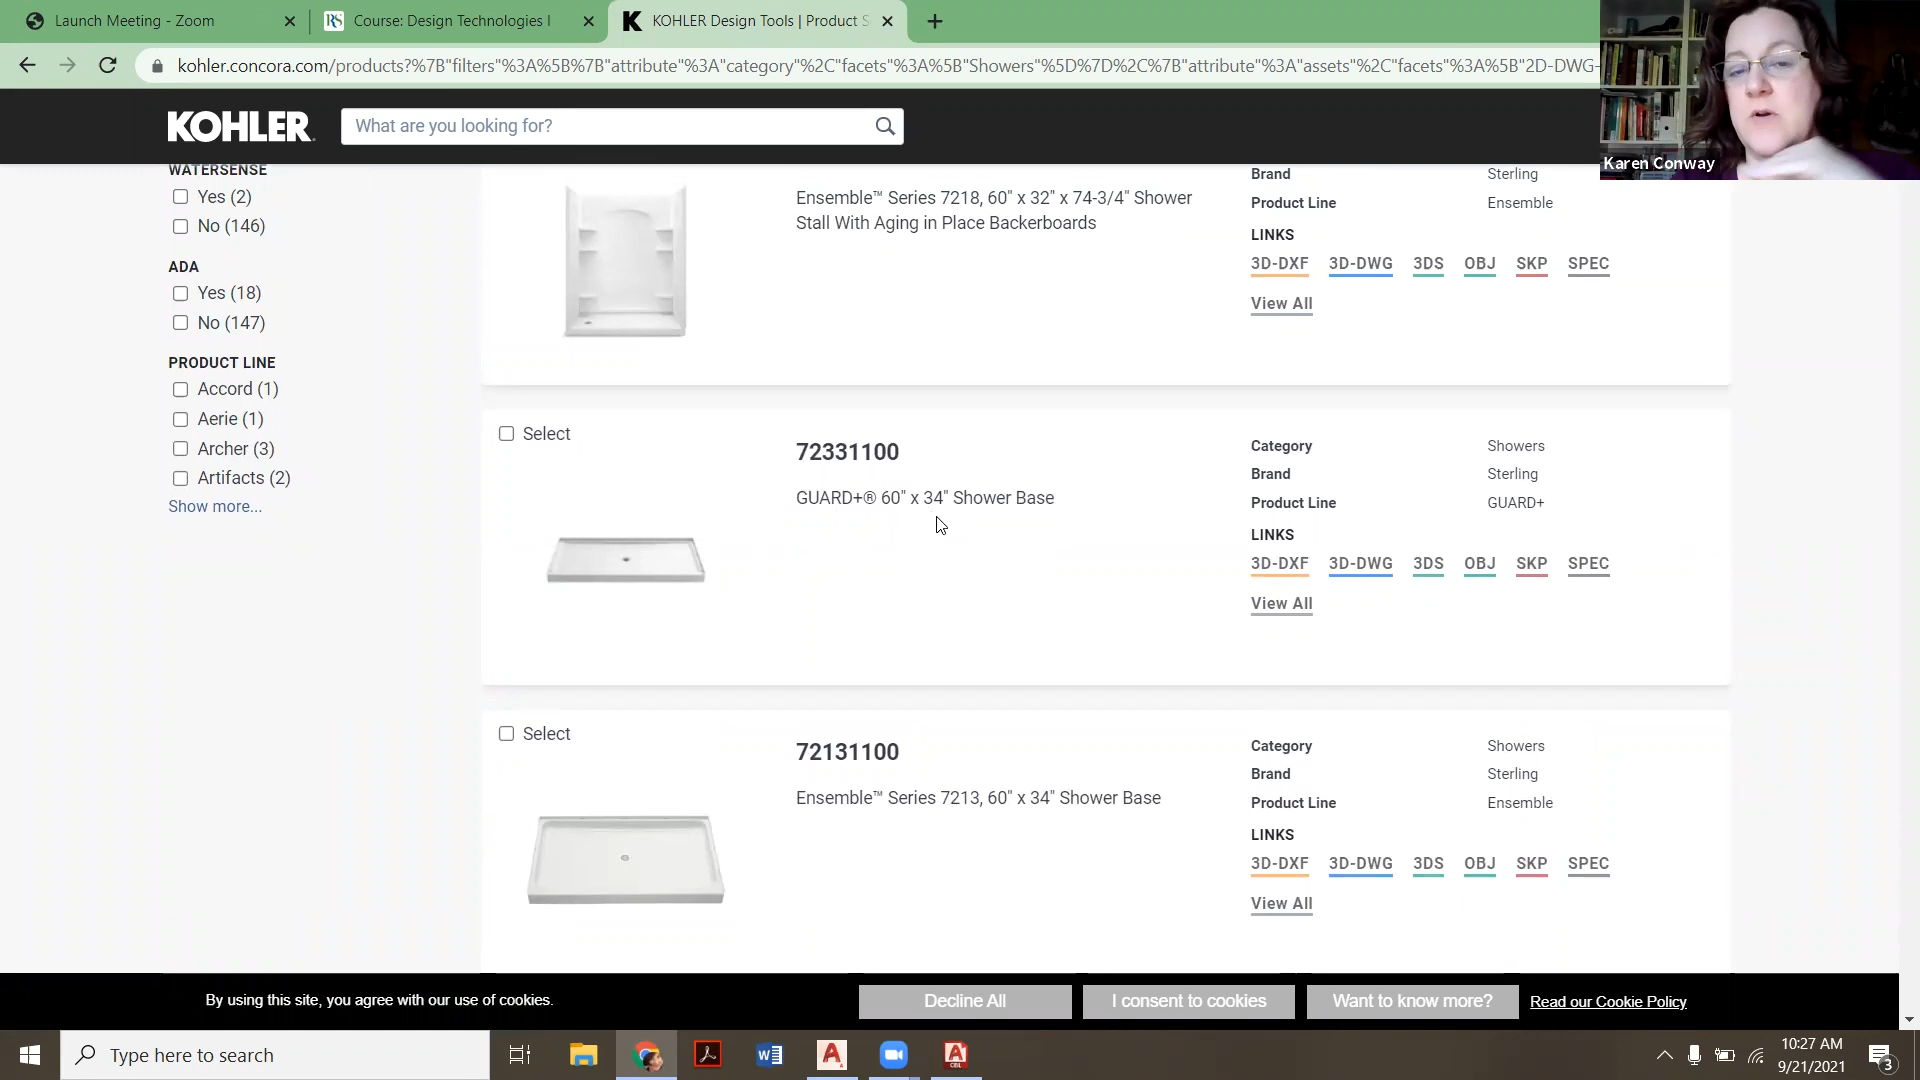 Launch Meeting - Zoom
Course: Design Technologies I
KOHLER Design Tools | Product S
kohler.concora.com/products?%7B"filters"%3A%5B%7B"attribute"%3A"category"%2C"facets"%3A%5B"Showers"%5D%7D%2C%7B"attribute"%3A"assets"%2C"facets"%3A%5B"2D-DWG-
KOHLER
What are you looking for?
Karen Conway
WATERSENSE
Yes (2)
No (146)
ADA
Yes (18)
No (147)
PRODUCT LINE
Accord (1)
Aerie (1)
Archer (3)
Artifacts (2)
Show more...
Ensemble™ Series 7218, 60" x 32" x 74-3/4" Shower
Stall With Aging in Place Backerboards
Brand Sterling
Product Line Ensemble
LINKS
3D-DXF 3D-DWG 3DS OBJ SKP SPEC
View All
Select
72331100
GUARD+® 60" x 34" Shower Base
Category Showers
Brand Sterling
Product Line GUARD+
LINKS
3D-DXF 3D-DWG 3DS OBJ SKP SPEC
View All
Select
72131100
Ensemble™ Series 7213, 60" x 34" Shower Base
Category Showers
Brand Sterling
Product Line Ensemble
LINKS
3D-DXF 3D-DWG 3DS OBJ SKP SPEC
View All
By using this site, you agree with our use of cookies.
Decline All
I consent to cookies
Want to know more?
Read our Cookie Policy
Type here to search
10:27 AM
9/21/2021
3